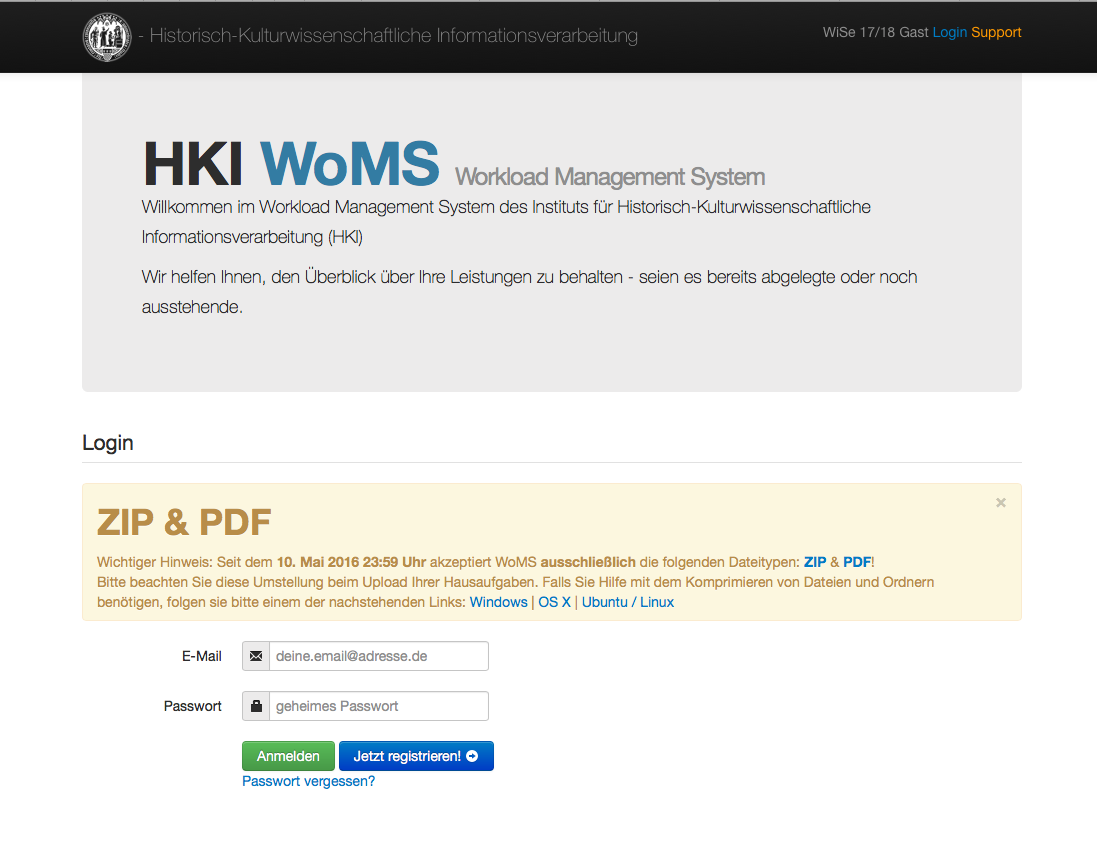 - Historisch-Kulturwissenschaftliche Informationsverarbeitung
WiSe 17/18 Gast Login Support
HKI WoMS Workload Management System
Willkommen im Workload Management System des Instituts für Historisch-Kulturwissenschaftliche
Informationsverarbeitung (HKI)
Wir helfen Ihnen, den Überblick über Ihre Leistungen zu behalten - seien es bereits abgelegte oder noch
ausstehende.
Login
×
ZIP & PDF
Wichtiger Hinweis: Seit dem 10. Mai 2016 23:59 Uhr akzeptiert WoMS ausschließlich die folgenden Dateitypen: ZIP & PDF!
Bitte beachten Sie diese Umstellung beim Upload Ihrer Hausaufgaben. Falls Sie Hilfe mit dem Komprimieren von Dateien und Ordnern
benötigen, folgen sie bitte einem der nachstehenden Links: Windows | OS X | Ubuntu / Linux
E-Mail deine.email@adresse.de
Passwort geheimes Passwort
Anmelden Jetzt registrieren!
Passwort vergessen?